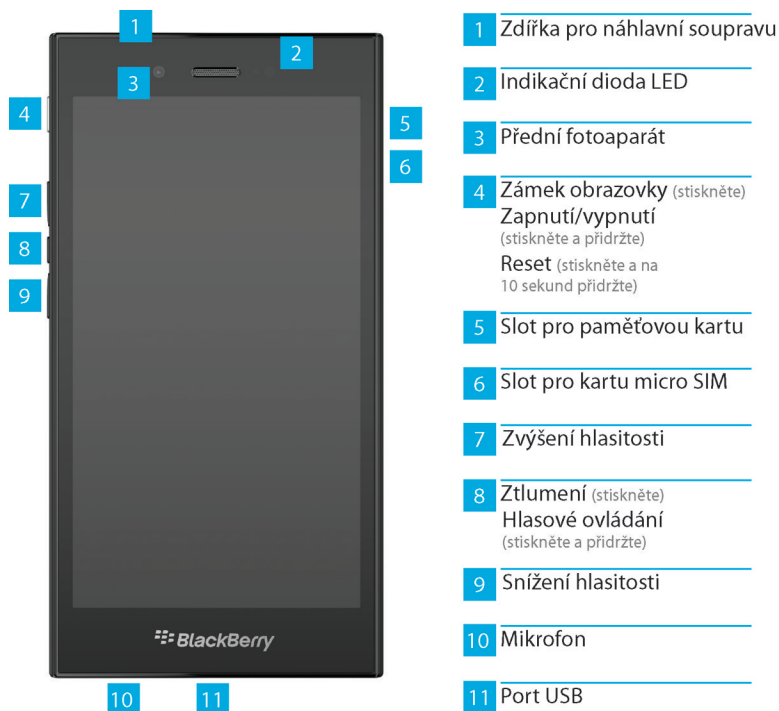 1
2
3
4
5
6
7
8
9
BlackBerry
10
11
1 Zdířka pro náhlavní soupravu
2 Indikační dioda LED
3 Přední fotoaparát
4 Zámek obrazovky (stiskněte)
Zapnutí/vypnutí
(stiskněte a přidržte)
Reset (stiskněte a na
10 sekund přidržte)
5 Slot pro paměťovou kartu
6 Slot pro kartu micro SIM
7 Zvýšení hlasitosti
8 Ztlumení (stiskněte)
Hlasové ovládání
(stiskněte a přidržte)
9 Snížení hlasitosti
10 Mikrofon
11 Port USB